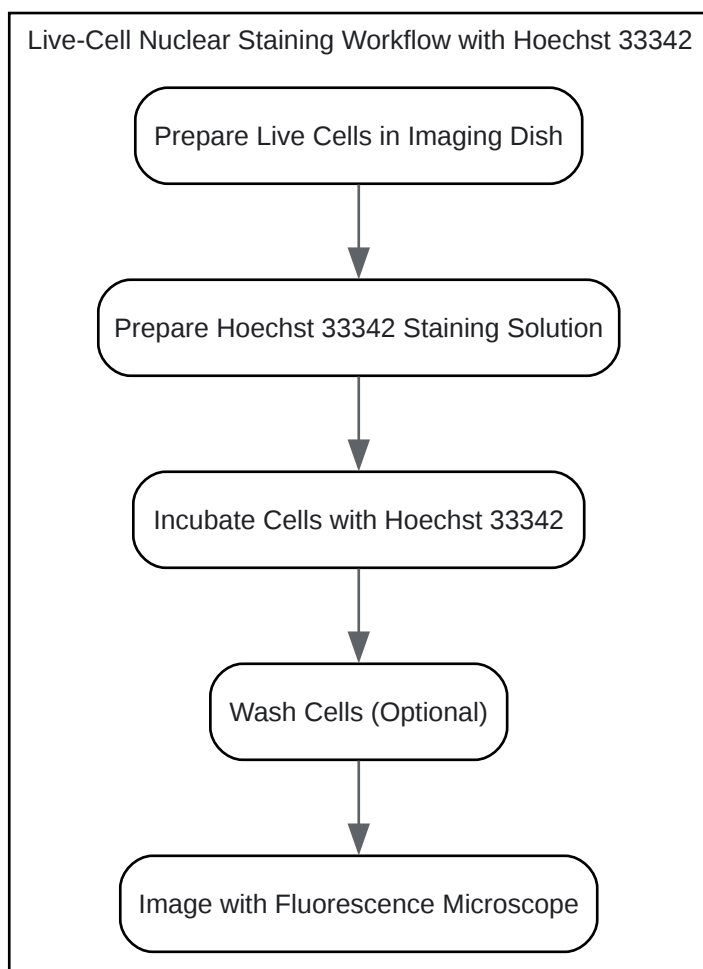 Live-Cell Nuclear Staining Workflow with Hoechst 33342
Prepare Live Cells in Imaging Dish
Prepare Hoechst 33342 Staining Solution
Incubate Cells with Hoechst 33342
Wash Cells (Optional)
Image with Fluorescence Microscope